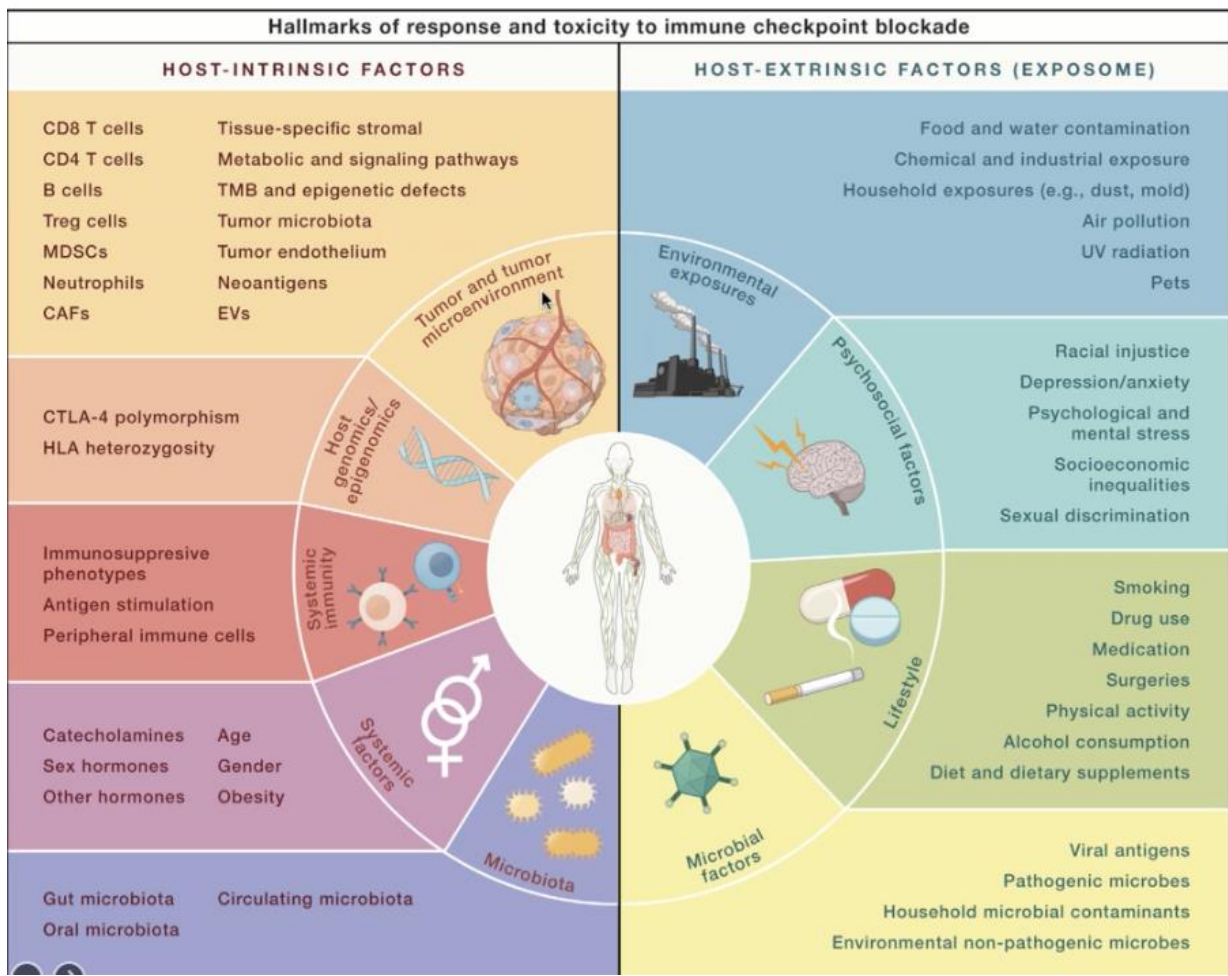 Hallmarks of response and toxicity to immune checkpoint blockade
HOST-INTRINSIC FACTORS
HOST-EXTRINSIC FACTORS (EXPOSOME)
CD8 T cells
CD4 T cells
B cells
Treg cells
MDSCs
Neutrophils
CAFs
Tissue-specific stromal
Metabolic and signaling pathways
TMB and epigenetic defects
Tumor microbiota
Tumor endothelium
Neoantigens
EVs
Tumor and tumor
microenvironment
CTLA-4 polymorphism
HLA heterozygosity
Host
genomics/
epigenomics
Immunosuppresive
phenotypes
Antigen stimulation
Peripheral immune cells
Systemic
immunity
Catecholamines
Sex hormones
Other hormones
Age
Gender
Obesity
Systemic
factors
Gut microbiota
Oral microbiota
Circulating microbiota
Microbiota
Environmental
exposures
Food and water contamination
Chemical and industrial exposure
Household exposures (e.g., dust, mold)
Air pollution
UV radiation
Pets
Psychosocial factors
Racial injustice
Depression/anxiety
Psychological and
mental stress
Socioeconomic
inequalities
Sexual discrimination
Lifestyle
Smoking
Drug use
Medication
Surgeries
Physical activity
Alcohol consumption
Diet and dietary supplements
Microbial
factors
Viral antigens
Pathogenic microbes
Household microbial contaminants
Environmental non-pathogenic microbes